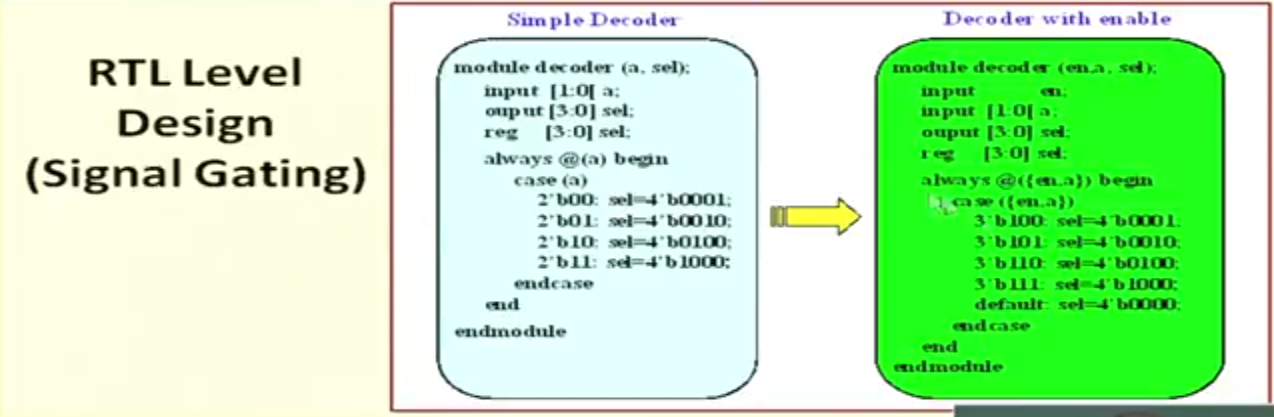 RTL Level
Design
(Signal Gating)
Simple Decoder
module decoder (a, sel);
input [1:0[ a;
ouput [3:0] sel;
reg [3:0] sel;
always @(a) begin
case (a)
2'b00: sel=4'b0001;
2'b01: sel=4'b0010;
2'b10: sel=4'b0100;
2'b11: sel=4'b1000;
endcase
end
endmodule
Decoder with enable
module decoder (en,a, sel);
input en;
input [1:0[ a;
ouput [3:0] sel;
reg [3:0] sel;
always @({en,a}) begin
case ({en,a})
3'b100: sel=4'b0001;
3'b101: sel=4'b0010;
3'b110: sel=4'b0100;
3'b111: sel=4'b1000;
default: sel=4'b0000;
endcase
end
endmodule